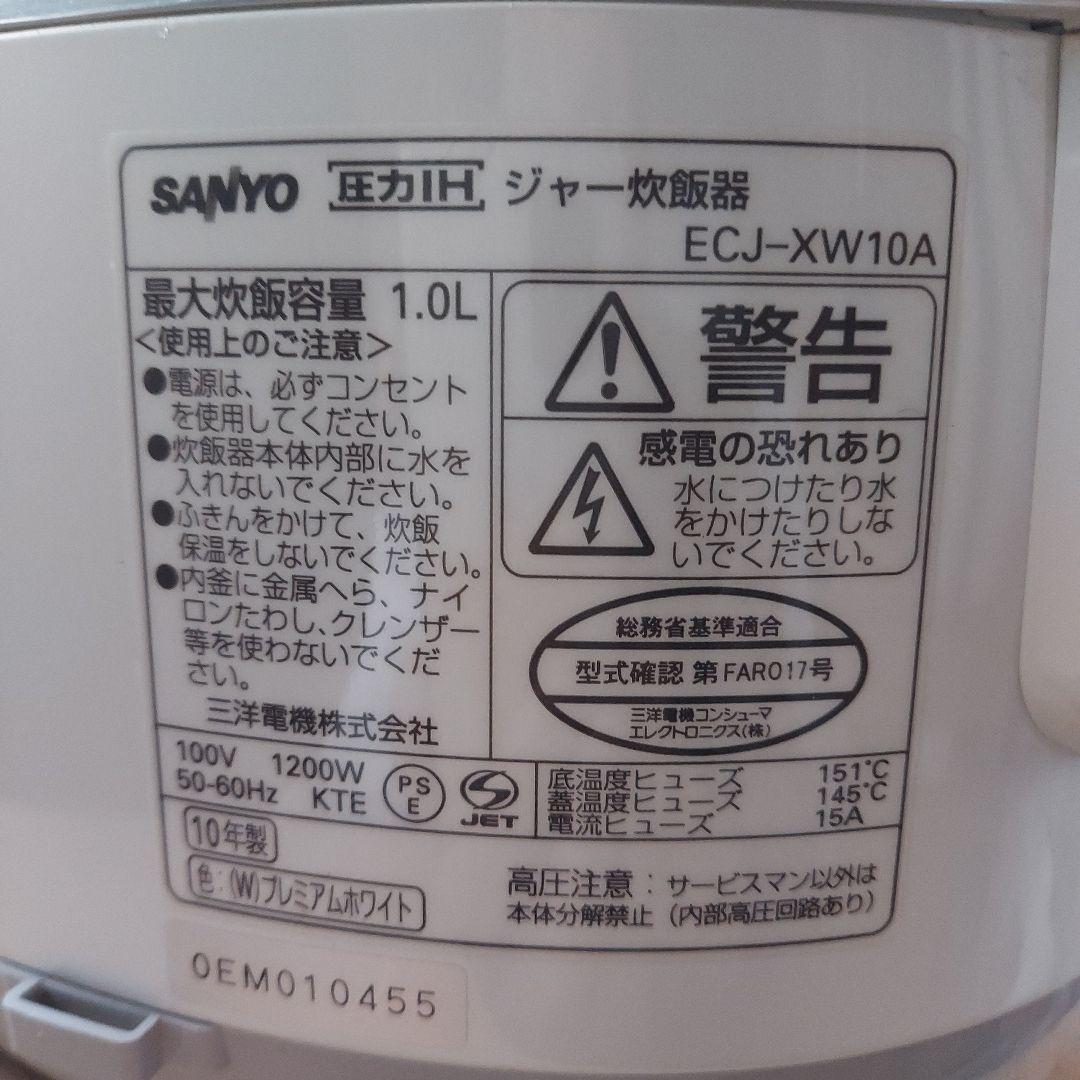 SANYO 圧力IH ジャー炊飯器
ECJ-XW10A
最大炊飯容量 1.0L
<使用上のご注意>
●電源は、必ずコンセント
を使用してください。
●炊飯器本体内部に水を
入れないでください。
●ふきんをかけて、炊飯
保温をしないでください。
●内釜に金属へら、ナイ
ロンたわし、クレンザー
等を使わないでくだ
さい。
三洋電機株式会社
警告
感電の恐れあり
水につけたり水
をかけたりしな
いでください。
総務省基準適合
型式確認 第FAR017号
三洋電機コンシューマ
エレクトロニクス(株)
100V 1200W
50-60Hz KTE
PS
E
JET
底温度ヒューズ 151℃
蓋温度ヒューズ 145℃
電流ヒューズ 15A
10年製
色:(W)プレミアムホワイト
高圧注意:サービスマン以外は
本体分解禁止(内部高圧回路あり)
0EM010455